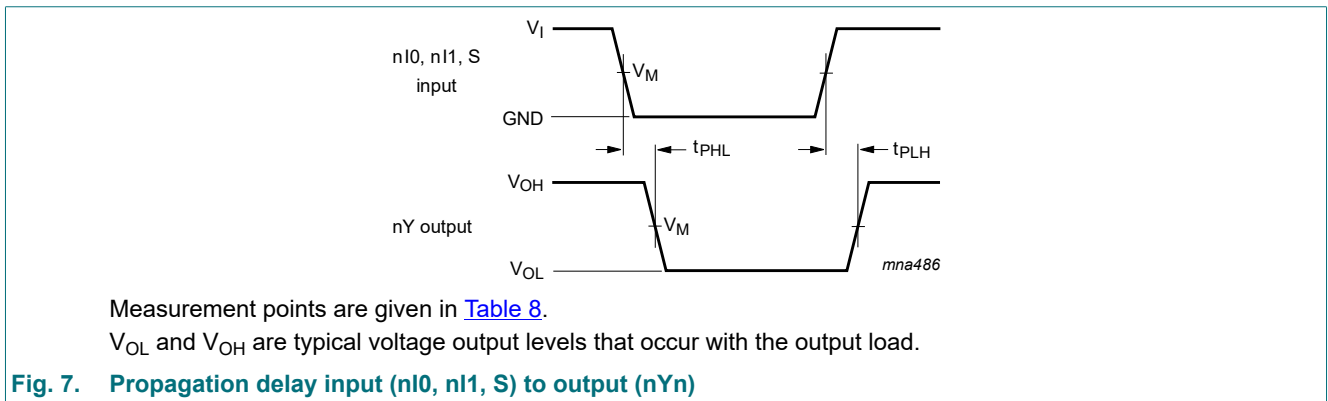 VI
nI0, nI1, S
input
VM
GND
tPHL
tPLH
VOH
nY output
VM
VOL
mna486
Measurement points are given in Table 8.
VOL and VOH are typical voltage output levels that occur with the output load.
Fig. 7. Propagation delay input (nI0, nI1, S) to output (nYn)